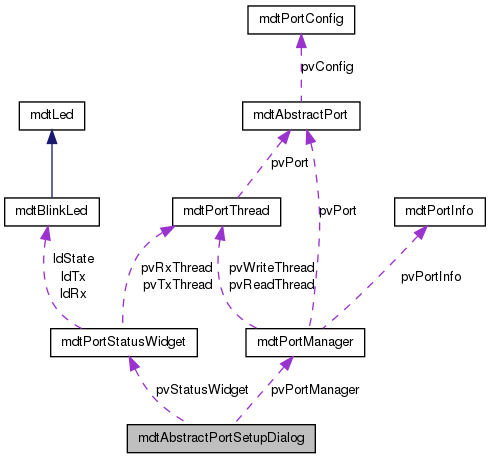 mdtPortConfig
pvConfig
mdtLed
mdtAbstractPort
pvPort
mdtBlinkLed
mdtPortThread
pvPort
mdtPortInfo
ldState
ldTx
ldRx
pvRxThread
pvTxThread
pvWriteThread
pvReadThread
pvPortInfo
mdtPortStatusWidget
mdtPortManager
pvStatusWidget
pvPortManager
mdtAbstractPortSetupDialog